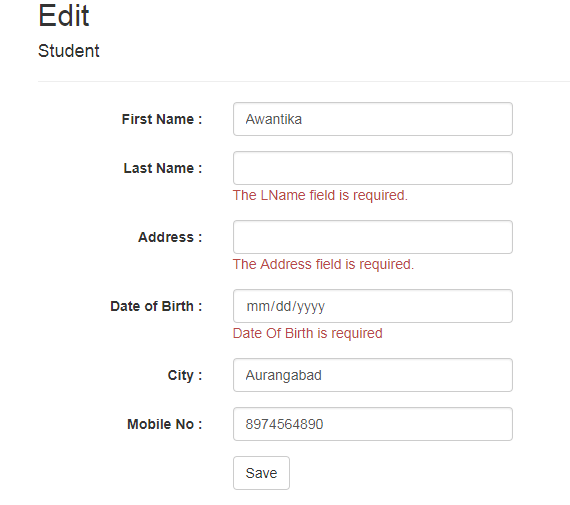 Edit
Student
First Name : Awantika
Last Name :
The LName field is required.
Address :
The Address field is required.
Date of Birth : mm/dd/yyyy
Date Of Birth is required
City : Aurangabad
Mobile No : 8974564890
Save